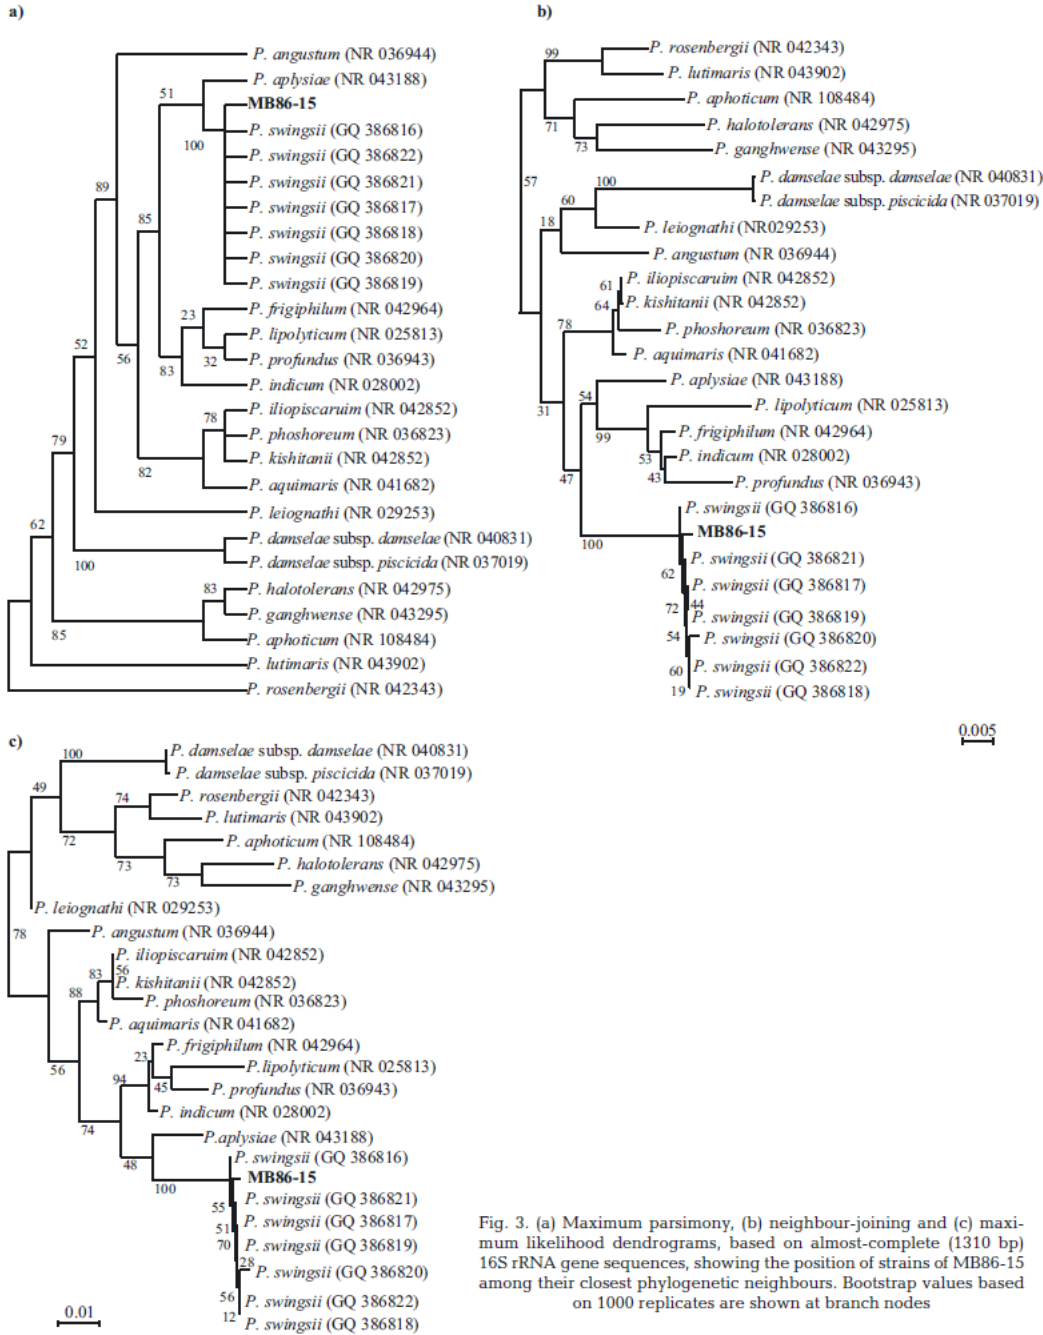 a)
P. angustum (NR 036944)
P. aplysiae (NR 043188)
51
MB86-15
P. swingsii (GQ 386816)
100
P. swingsii (GQ 386822)
P. swingsii (GQ 386821)
89
P. swingsii (GQ 386817)
85
P. swingsii (GQ 386818)
P. swingsii (GQ 386820)
P. swingsii (GQ 386819)
P. frigiphilum (NR 042964)
23
P. lipolyticum (NR 025813)
52
56
32
P. profundus (NR 036943)
83
P. indicum (NR 028002)
P. iliopiscaruim (NR 042852)
78
P. phoshoreum (NR 036823)
79
P. kishitanii (NR 042852)
82
P. aquimaris (NR 041682)
P. leiognathi (NR 029253)
62
P. damselae subsp. damselae (NR 040831)
100
P. damselae subsp. piscicida (NR 037019)
83
P. halotolerans (NR 042975)
P. ganghwense (NR 043295)
85
P. aphoticum (NR 108484)
P. lutimaris (NR 043902)
P. rosenbergii (NR 042343)
b)
P. rosenbergii (NR 042343)
99
P. lutimaris (NR 043902)
P. aphoticum (NR 108484)
71
P. halotolerans (NR 042975)
73
P. ganghwense (NR 043295)
57
P. damselae subsp. damselae (NR 040831)
100
P. damselae subsp. piscicida (NR 037019)
60
18
P. leiognathi (NR029253)
P. angustum (NR 036944)
P. iliopiscaruim (NR 042852)
61
P. kishitanii (NR 042852)
64
78
P. phoshoreum (NR 036823)
P. aquimaris (NR 041682)
P. aplysiae (NR 043188)
54
31
P. lipolyticum (NR 025813)
99
P. frigiphilum (NR 042964)
53
P. indicum (NR 028002)
47
43
P. profundus (NR 036943)
P. swingsii (GQ 386816)
MB86-15
100
P. swingsii (GQ 386821)
62
P. swingsii (GQ 386817)
72
44
P. swingsii (GQ 386819)
54
P. swingsii (GQ 386820)
60
P. swingsii (GQ 386822)
19
P. swingsii (GQ 386818)
0.005
c)
100
P. damselae subsp. damselae (NR 040831)
P. damselae subsp. piscicida (NR 037019)
49
74
P. rosenbergii (NR 042343)
P. lutimaris (NR 043902)
72
P. aphoticum (NR 108484)
73
P. halotolerans (NR 042975)
73
P. ganghwense (NR 043295)
P. leiognathi (NR 029253)
78
P. angustum (NR 036944)
P. iliopiscaruim (NR 042852)
83
56
P. kishitanii (NR 042852)
88
P. phoshoreum (NR 036823)
P. aquimaris (NR 041682)
P. frigiphilum (NR 042964)
23
56
P.lipolyticum (NR 025813)
94
45
P. profundus (NR 036943)
P. indicum (NR 028002)
74
P.aplysiae (NR 043188)
48
P. swingsii (GQ 386816)
MB86-15
100
P. swingsii (GQ 386821)
55
P. swingsii (GQ 386817)
51
70
P. swingsii (GQ 386819)
28
P. swingsii (GQ 386820)
56
P. swingsii (GQ 386822)
12
P. swingsii (GQ 386818)
0.01
Fig. 3. (a) Maximum parsimony, (b) neighbour-joining and (c) maxi-
mum likelihood dendrograms, based on almost-complete (1310 bp)
16S rRNA gene sequences, showing the position of strains of MB86-15
among their closest phylogenetic neighbours. Bootstrap values based
on 1000 replicates are shown at branch nodes